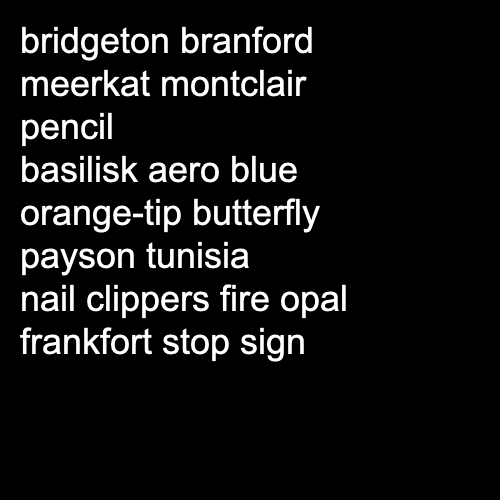 bridgeton branford
meerkat montclair
pencil
basilisk aero blue
orange-tip butterfly
payson tunisia
nail clippers fire opal
frankfort stop sign